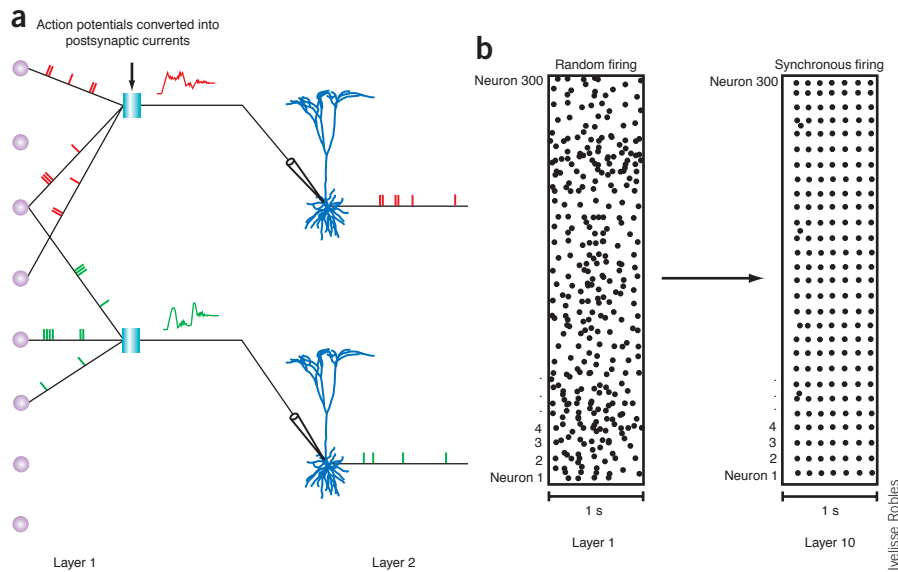 a
Action potentials converted into
postsynaptic currents
Layer 1
Layer 2
b
Random firing
Neuron 300
.
.
.
4
3
2
Neuron 1
1 s
Layer 1
Synchronous firing
Neuron 300
.
.
.
4
3
2
Neuron 1
1 s
Layer 10
Ivelisse Robles